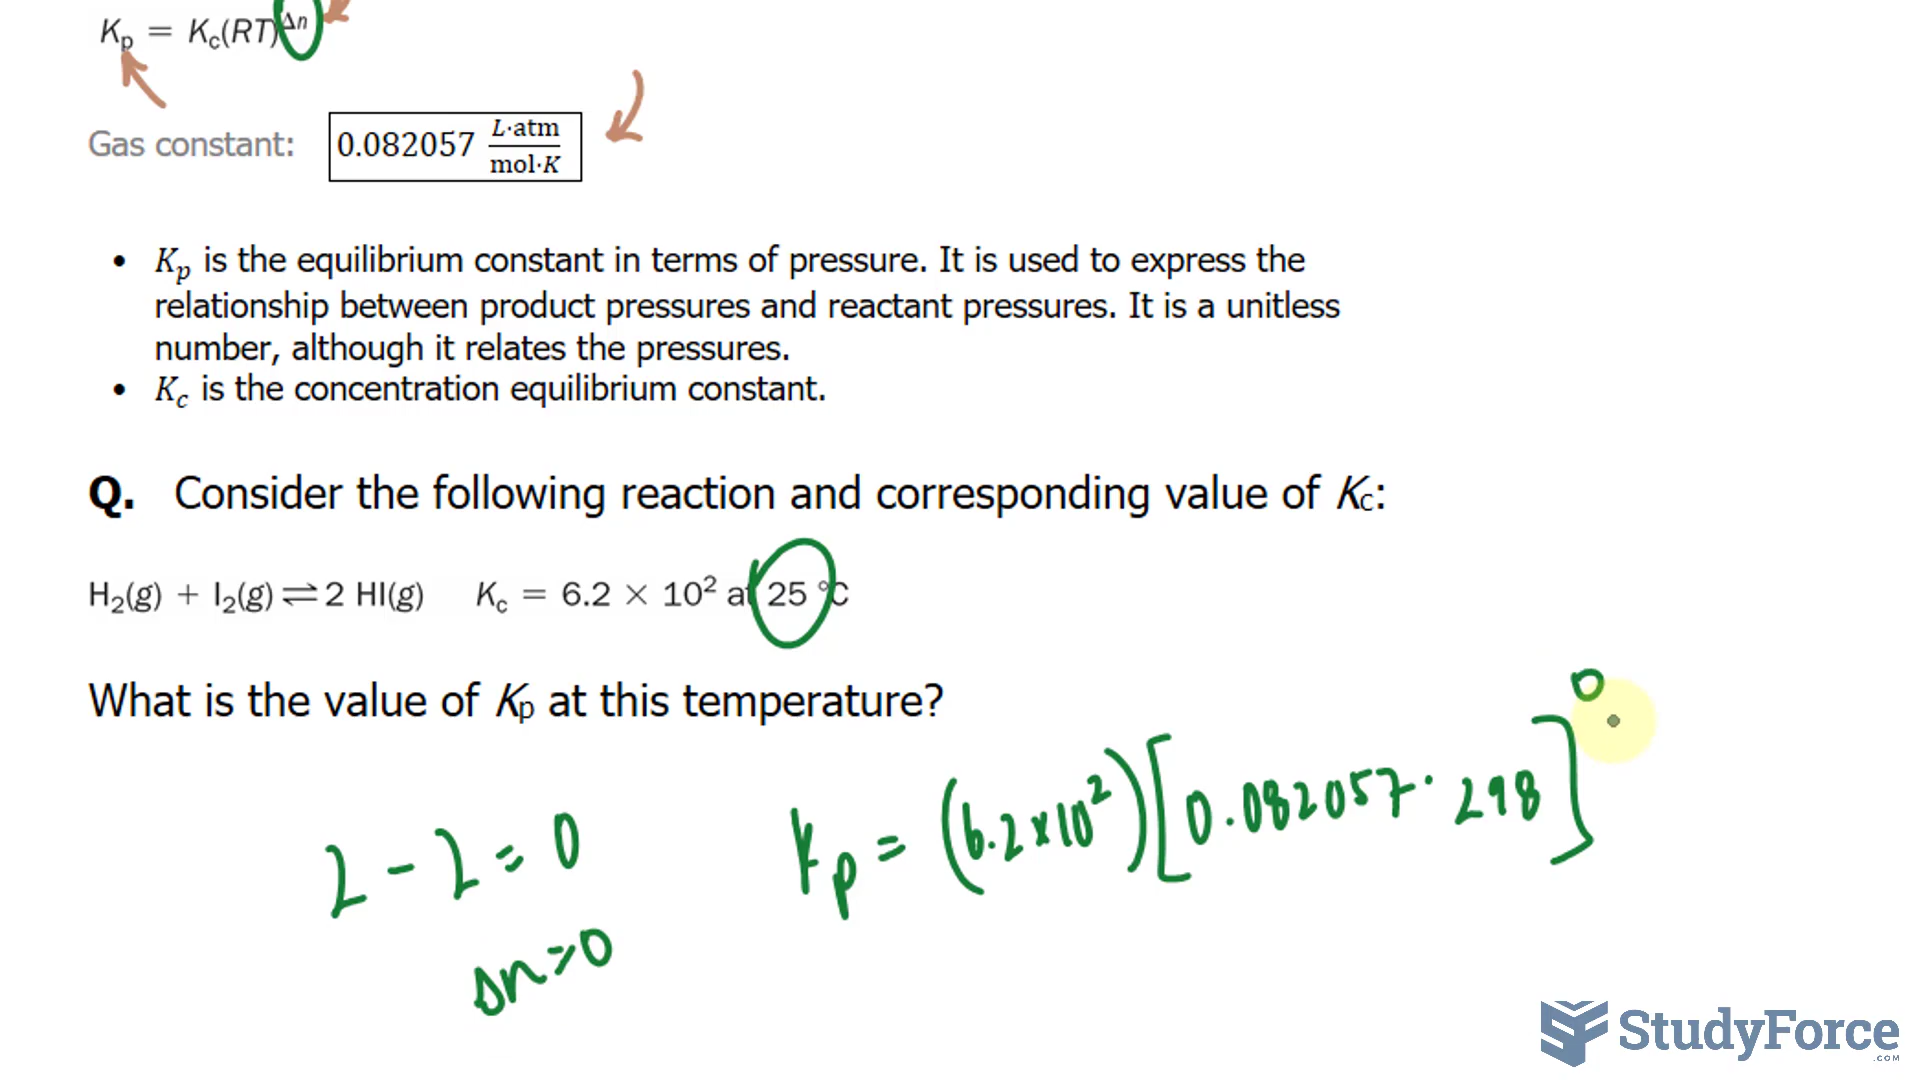 Kp = Kc(RT)^Δn
Gas constant: 0.082057 L·atm/mol·K
• Kp is the equilibrium constant in terms of pressure. It is used to express the
relationship between product pressures and reactant pressures. It is a unitless
number, although it relates the pressures.
• Kc is the concentration equilibrium constant.
Q. Consider the following reaction and corresponding value of Kc:
H₂(g) + I₂(g) ⇌ 2 HI(g) Kc = 6.2 × 10² at 25 °C
What is the value of Kp at this temperature?
2 - 2 = 0
Δn = 0
Kp = (6.2×10²)[0.082057·298]⁰
StudyForce
.COM